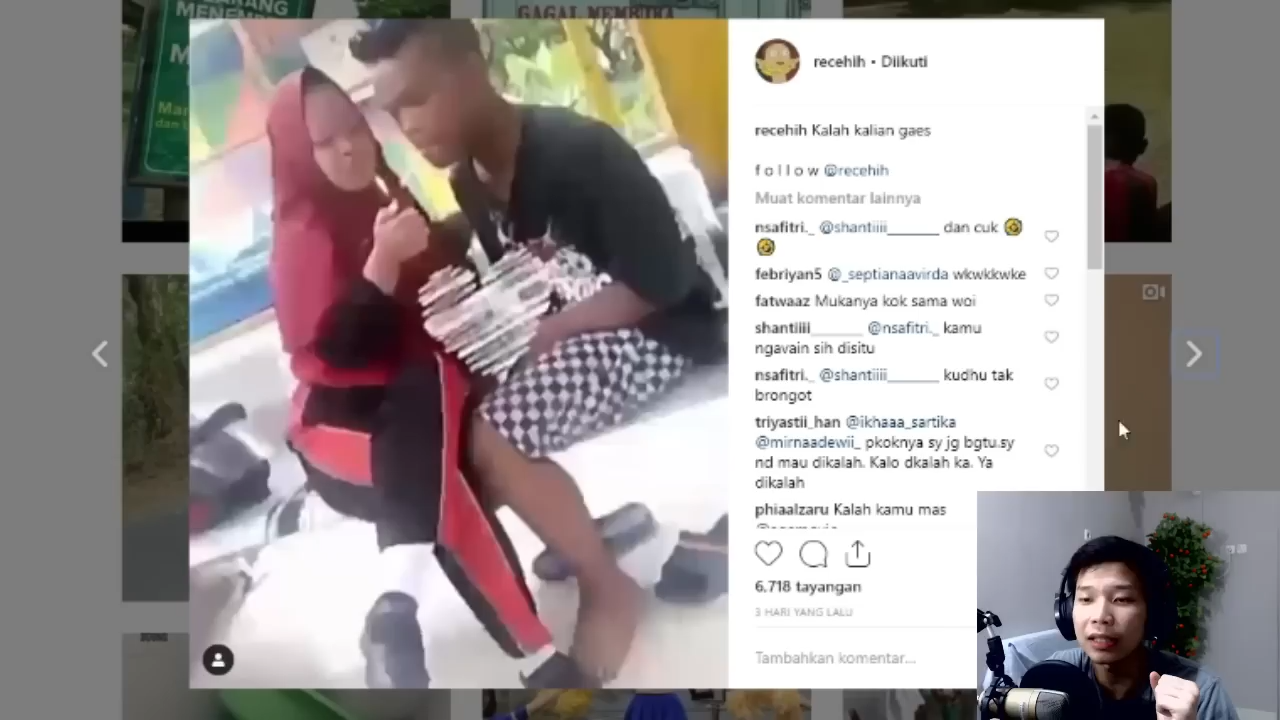 MENEM
GAGAL MEMBUKA
recehih • Diikuti
recehih Kalah kalian gaes
f o l l o w @recehih
Muat komentar lainnya
nsafitri._ @shantiiii_______ dan cuk 🤣
🤣
febriyan5 @_septianaavirda wkwkkwke
fatwaaz Mukanya kok sama woi
shantiiii_______ @nsafitri._ kamu
ngavain sih disitu
nsafitri._ @shantiiii_______ kudhu tak
brongot
triyastii_han @ikhaaa_sartika
@mirnaadewii_ pkoknya sy jg bgtu.sy
nd mau dikalah. Kalo dkalah ka. Ya
dikalah
phiaalzaru Kalah kamu mas
6.718 tayangan
3 HARI YANG LALU
Tambahkan komentar...